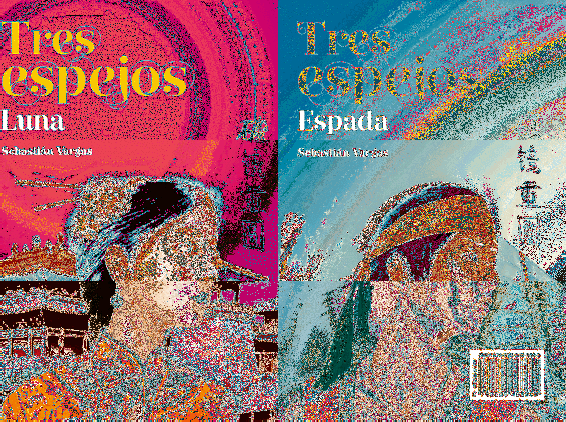 Tres
espejos
Luna
Sebastián Vargas
Tres
espejos
Espada
Sebastián Vargas